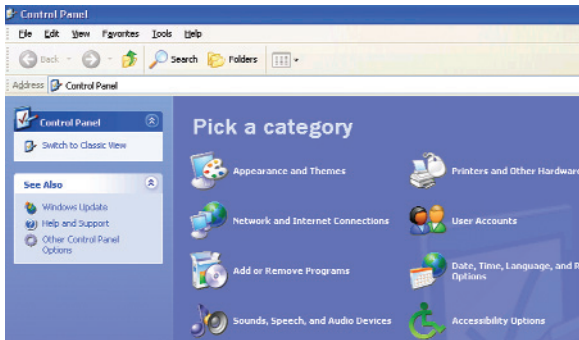 Control Panel
File Edit View Favorites Tools Help
Back Search Folders
Address Control Panel
Control Panel
Switch to Classic View
See Also
Windows Update
Help and Support
Other Control Panel
Options
Pick a category
Appearance and Themes
Printers and Other Hardware
Network and Internet Connections
User Accounts
Add or Remove Programs
Date, Time, Language, and R
Options
Sounds, Speech, and Audio Devices
Accessibility Options